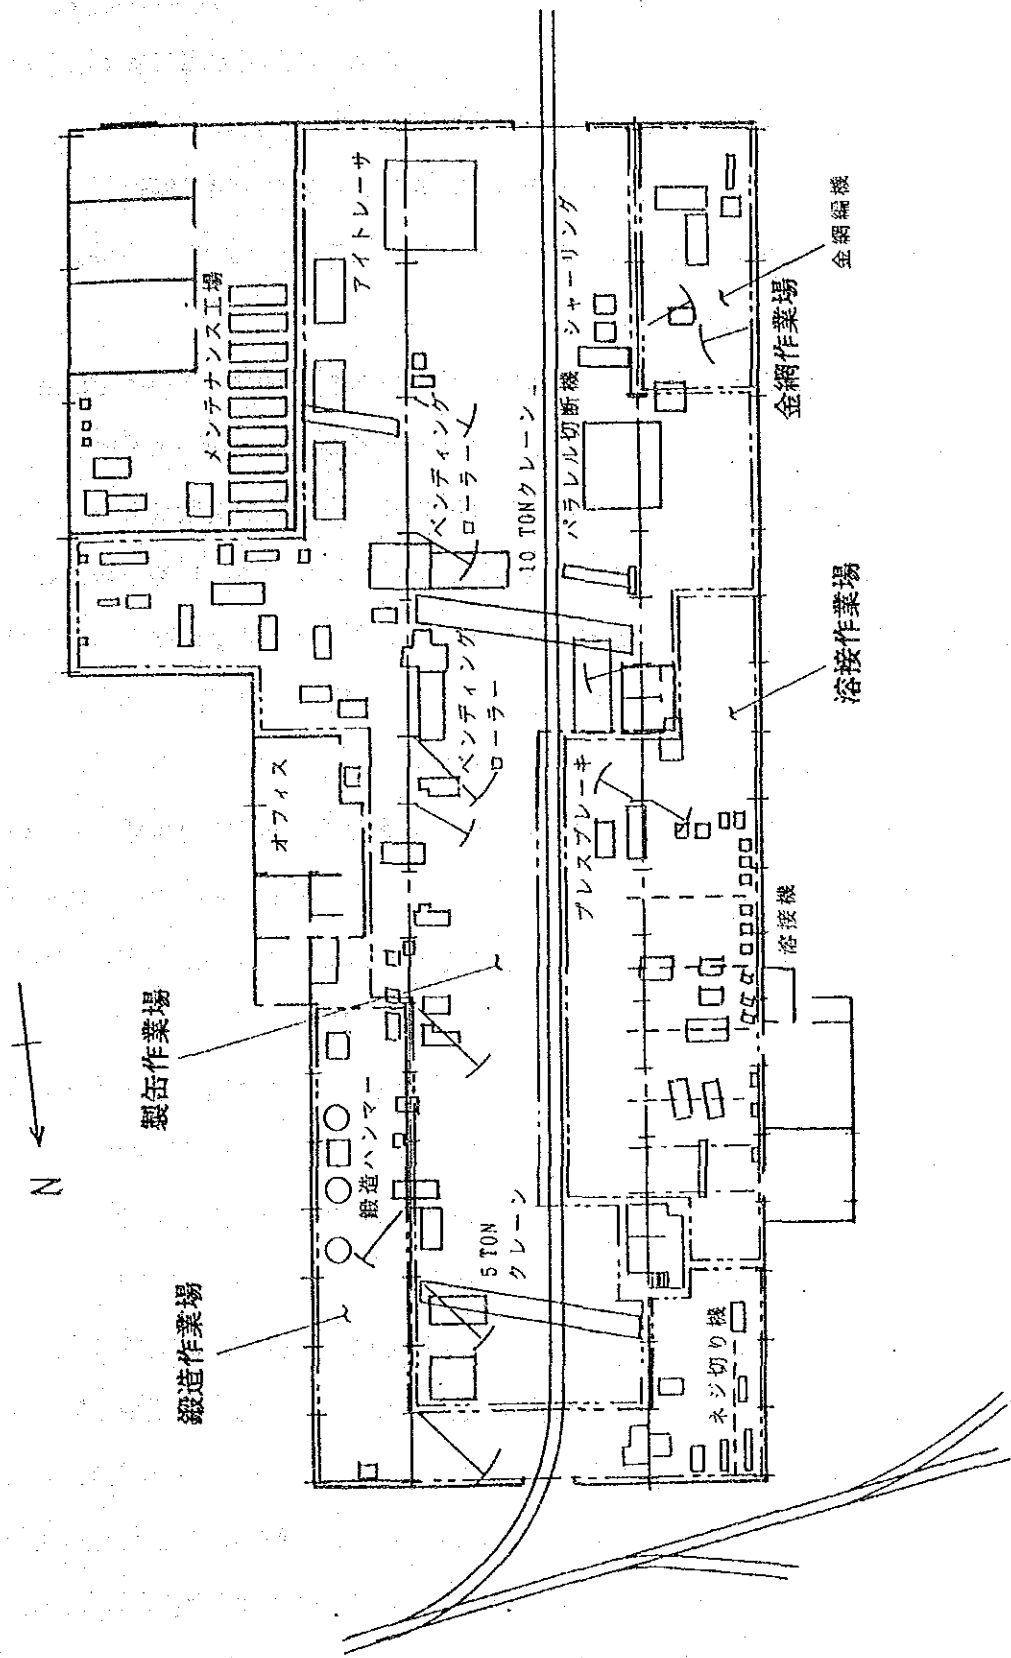 メンテナンス工場
アイトレーサ
ベンディング
ローラー
10 TONクレーン
シャーリング
パラレル切断機
金網編機
金網作業場
オフィス
ベンディング
ローラー
プレスブレーキ
溶接作業場
溶接機
N
製缶作業場
鍛造ハンマー
鍛造作業場
5 TON
クレーン
ネジ切り機